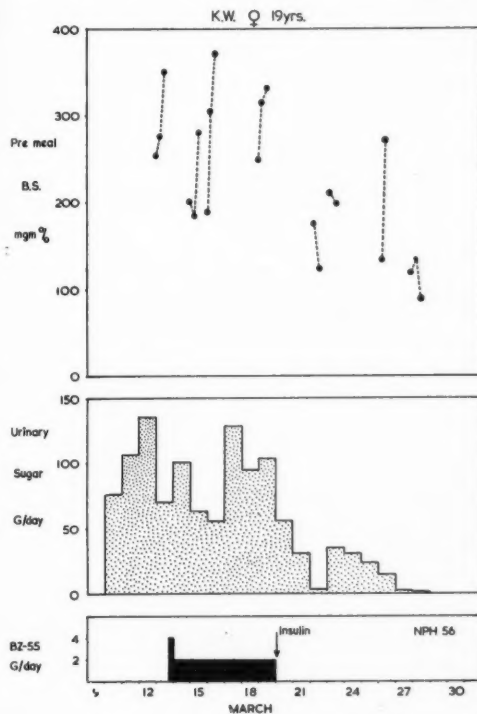 K.W. ♀ 19yrs.
400
300
Pre meal
B.S.
200
mgm %
100
0
150
Urinary
100
Sugar
50
G/day
0
Insulin
NPH 56
BZ-55
4
G/day
2
12
15
18
21
24
27
30
MARCH